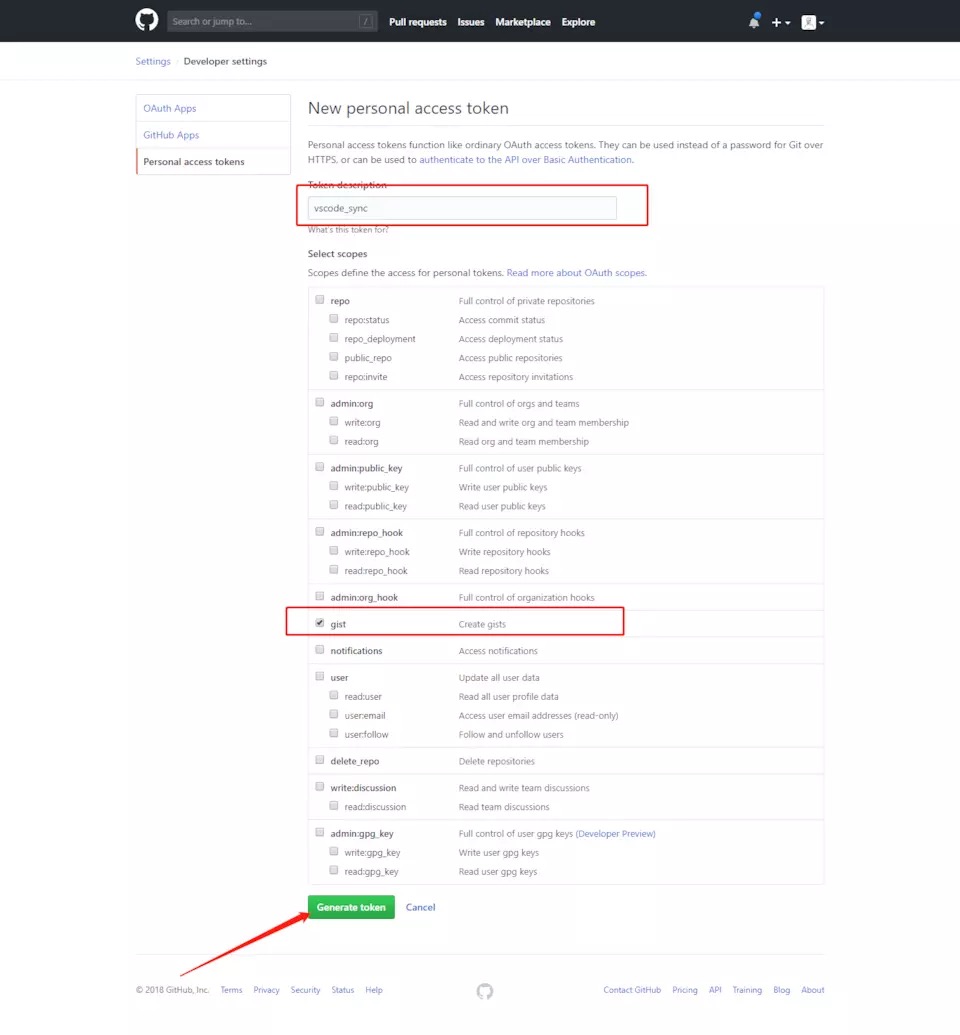 Search or jump to... / Pull requests Issues Marketplace Explore
Settings Developer settings
OAuth Apps
GitHub Apps
Personal access tokens
New personal access token
Personal access tokens function like ordinary OAuth access tokens. They can be used instead of a password for Git over
HTTPS, or can be used to authenticate to the API over Basic Authentication.
Token description
vscode_sync
What's this token for?
Select scopes
Scopes define the access for personal tokens. Read more about OAuth scopes.
repo Full control of private repositories
repo:status Access commit status
repo_deployment Access deployment status
public_repo Access public repositories
repo:invite Access repository invitations
admin:org Full control of orgs and teams
write:org Read and write org and team membership
read:org Read org and team membership
admin:public_key Full control of user public keys
write:public_key Write user public keys
read:public_key Read user public keys
admin:repo_hook Full control of repository hooks
write:repo_hook Write repository hooks
read:repo_hook Read repository hooks
admin:org_hook Full control of organization hooks
gist Create gists
notifications Access notifications
user Update all user data
read:user Read all user profile data
user:email Access user email addresses (read-only)
user:follow Follow and unfollow users
delete_repo Delete repositories
write:discussion Read and write team discussions
read:discussion Read team discussions
admin:gpg_key Full control of user gpg keys (Developer Preview)
write:gpg_key Write user gpg keys
read:gpg_key Read user gpg keys
Generate token Cancel
© 2018 GitHub, Inc. Terms Privacy Security Status Help Contact GitHub Pricing API Training Blog About